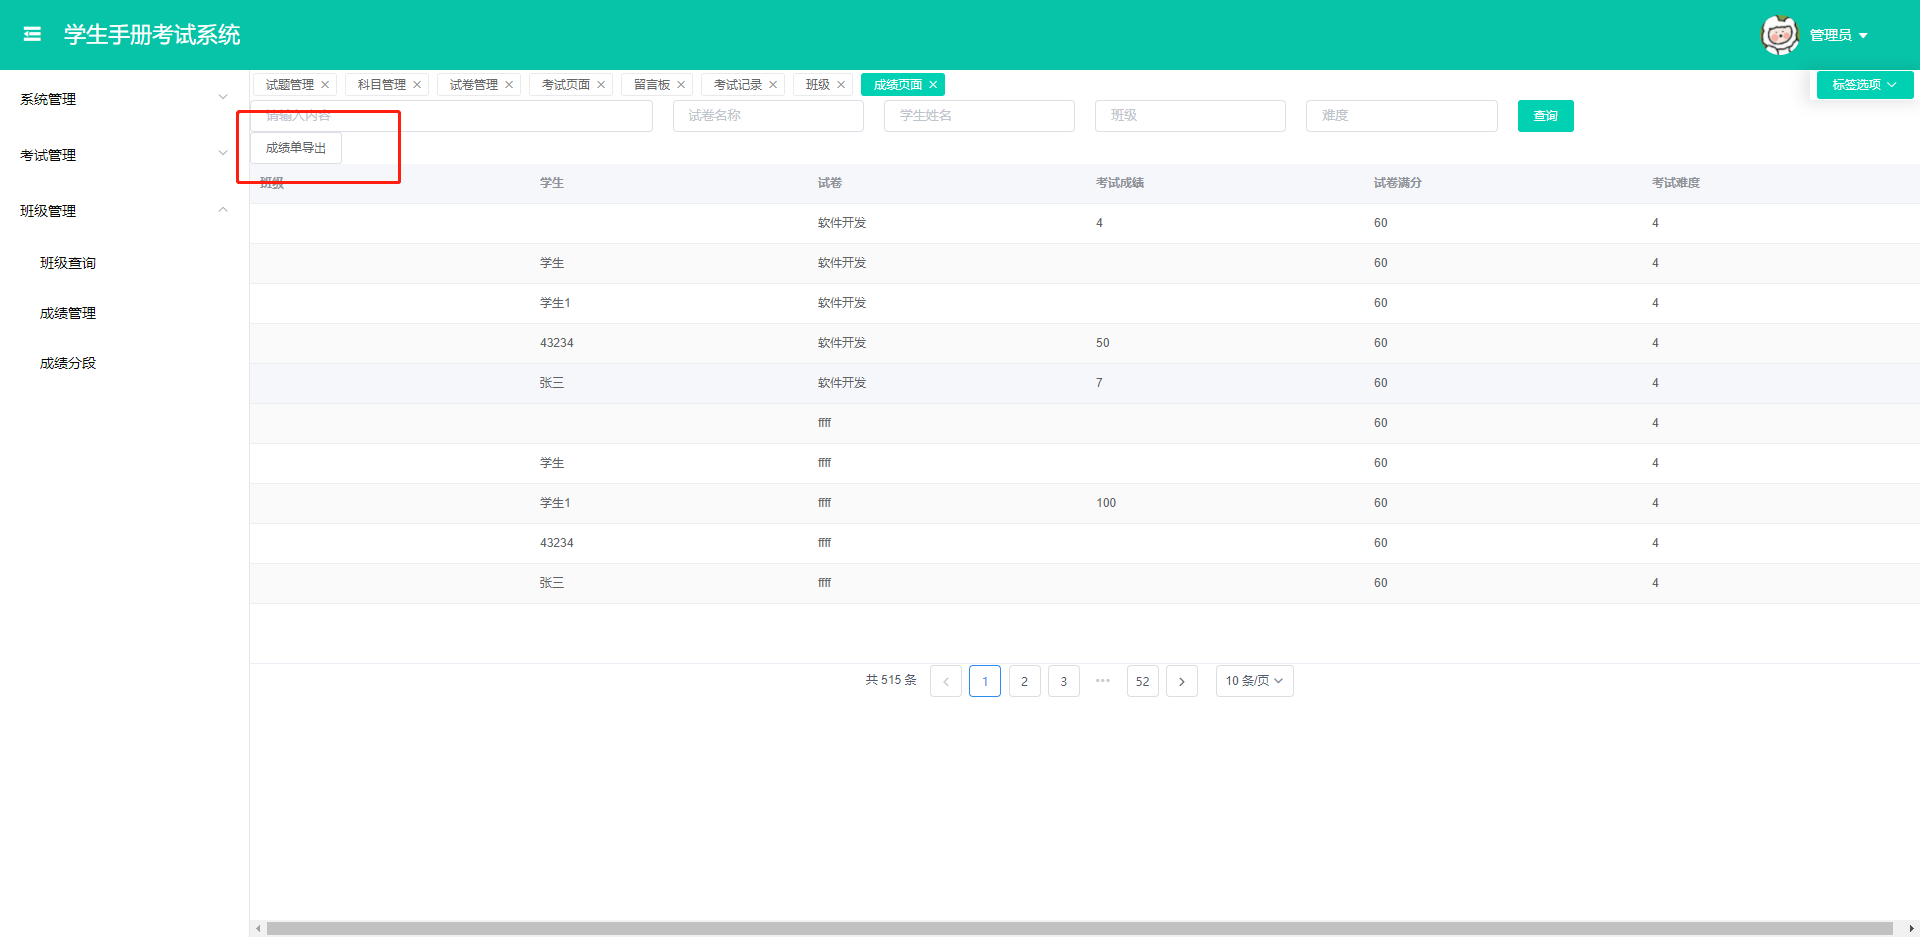 学生手册考试系统
管理员
系统管理
考试管理
班级管理
班级查询
成绩管理
成绩分段
试题管理 科目管理 试卷管理 考试页面 留言板 考试记录 班级 成绩页面 标签选项
请输入内容 试卷名称 学生姓名 班级 难度 查询
成绩单导出
班级 学生 试卷 考试成绩 试卷满分 考试难度
软件开发 4 60 4
学生 软件开发 60 4
学生1 软件开发 60 4
43234 软件开发 50 60 4
张三 软件开发 7 60 4
ffff 60 4
学生 ffff 60 4
学生1 ffff 100 60 4
43234 ffff 60 4
张三 ffff 60 4
共 515 条 1 2 3 ••• 52 10 条/页